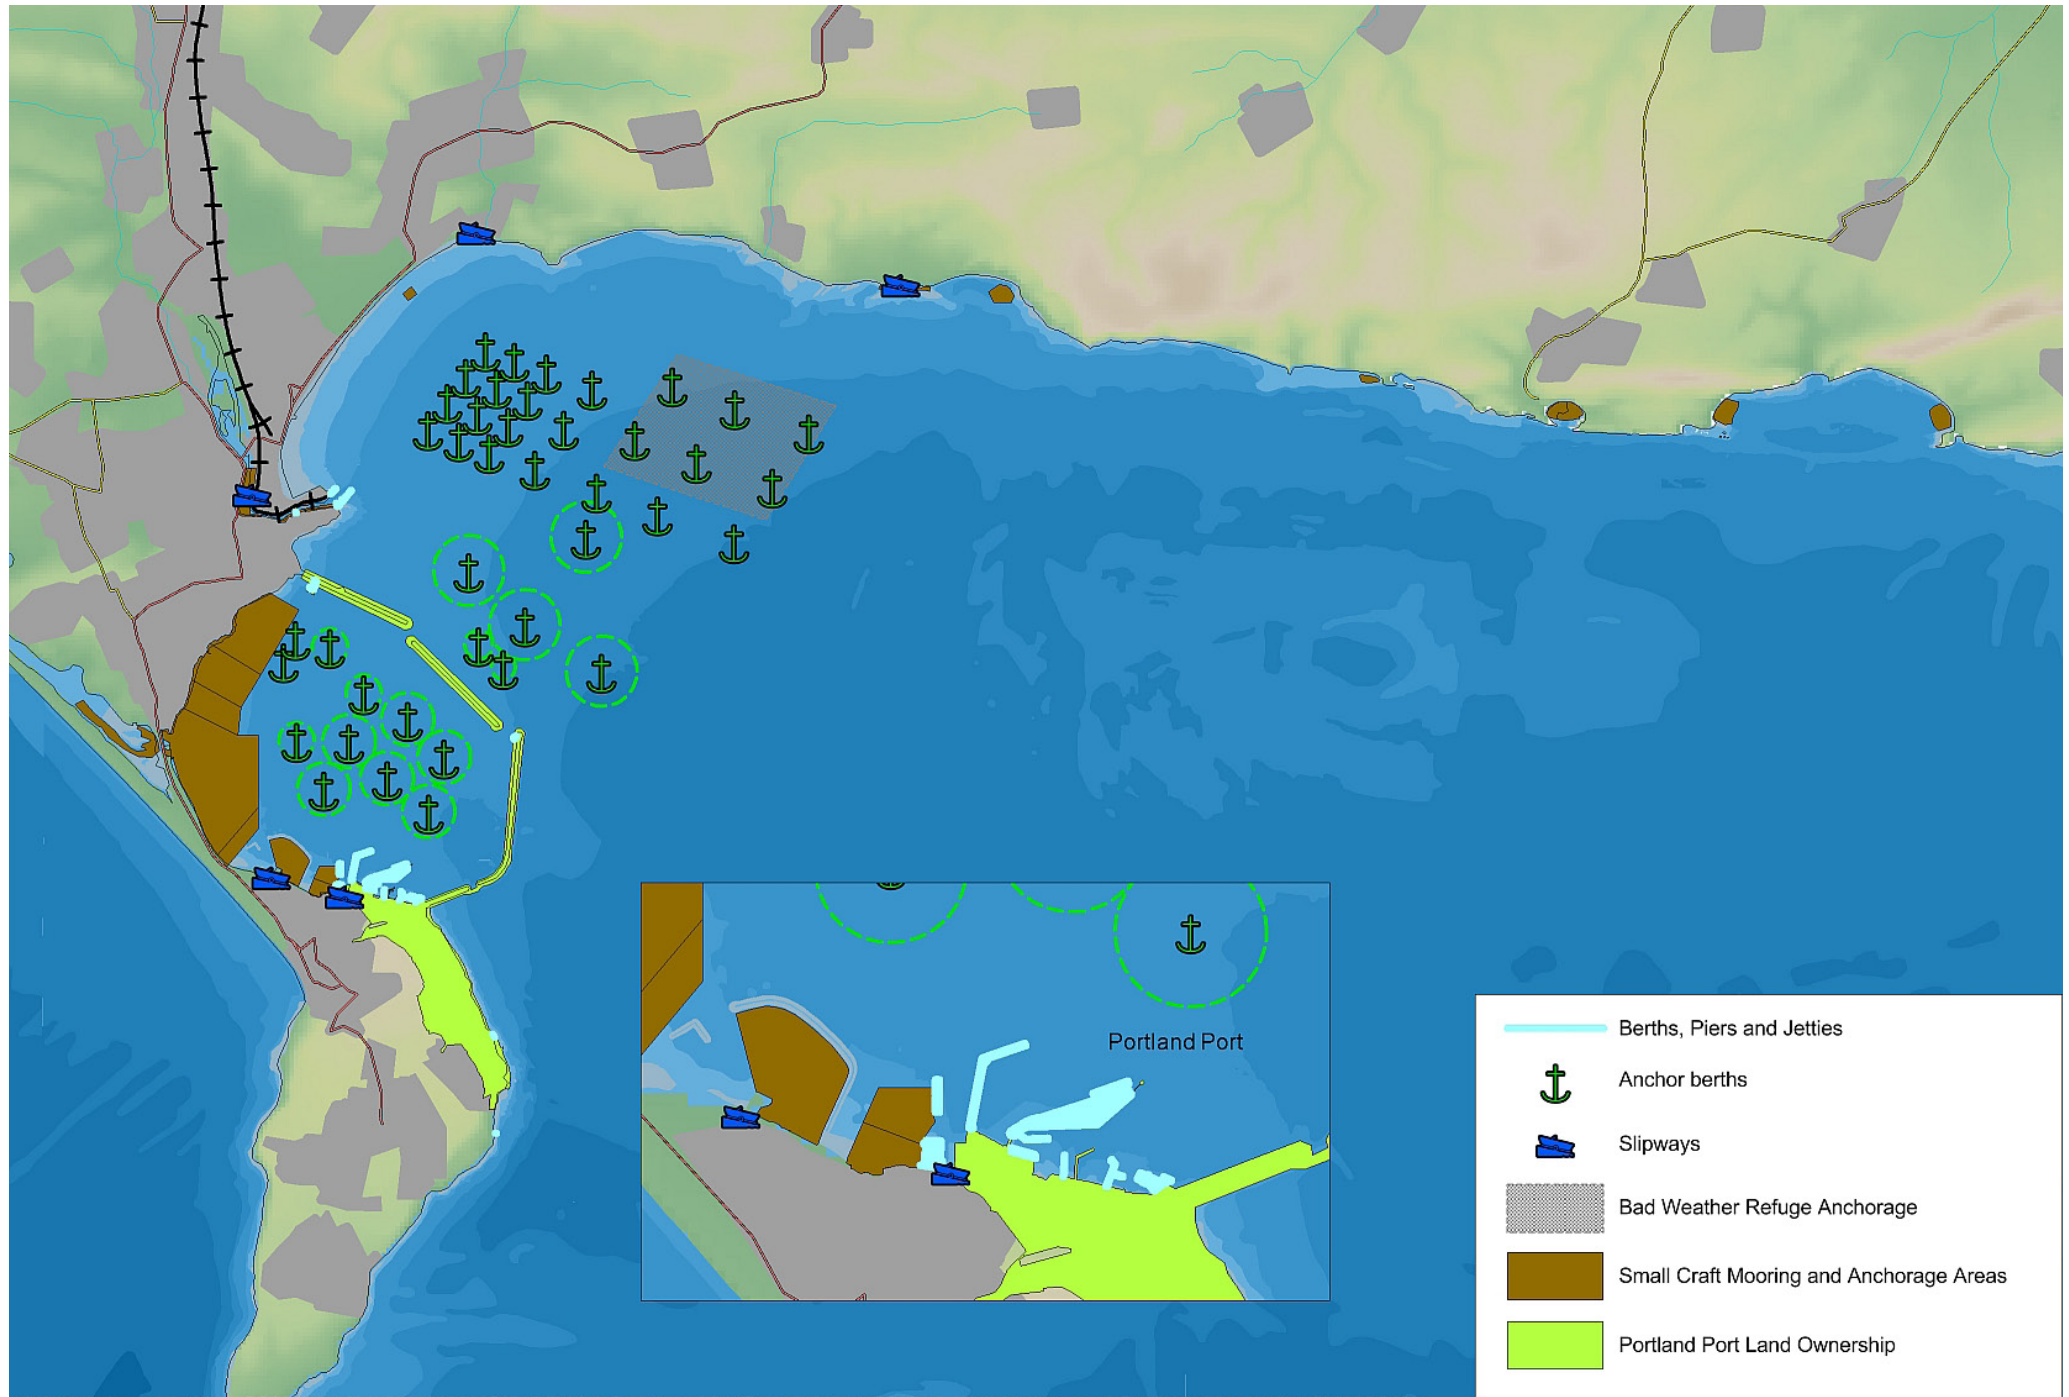 Portland Port
Berths, Piers and Jetties
Anchor berths
Slipways
Bad Weather Refuge Anchorage
Small Craft Mooring and Anchorage Areas
Portland Port Land Ownership